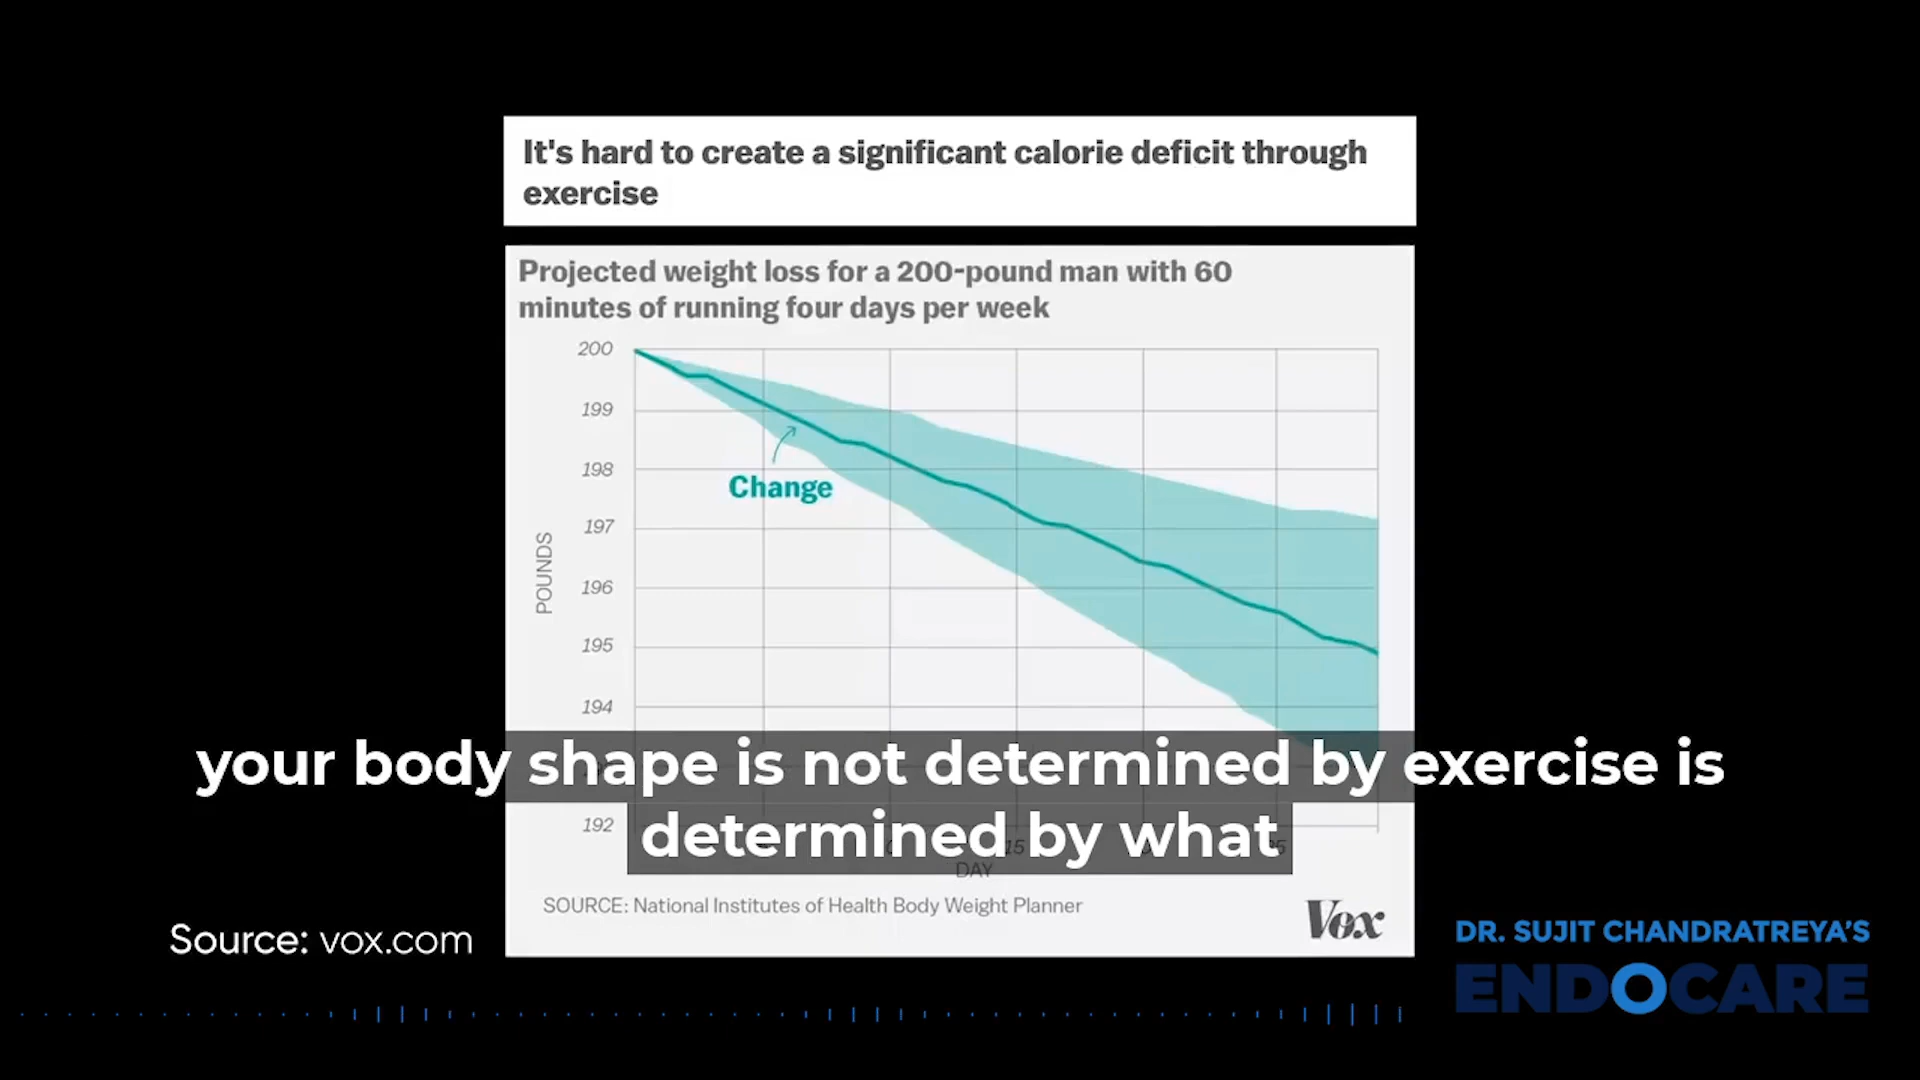 It's hard to create a significant calorie deficit through
exercise
Projected weight loss for a 200-pound man with 60
minutes of running four days per week
200
199
198
197
196
195
194
192
POUNDS
Change
your body shape is not determined by exercise is
determined by what
15
DAY
SOURCE: National Institutes of Health Body Weight Planner
Vox
Source: vox.com
DR. SUJIT CHANDRATREYA'S
ENDOCARE